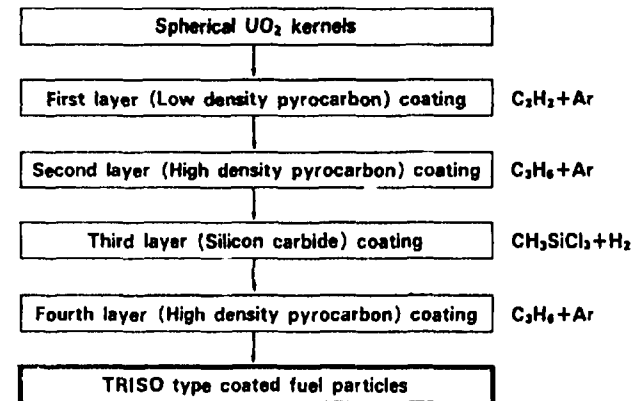 Spherical UO₂ kernels
First layer (Low density pyrocarbon) coating C₂H₂+Ar
Second layer (High density pyrocarbon) coating C₃H₆+Ar
Third layer (Silicon carbide) coating CH₃SiCl₃+H₂
Fourth layer (High density pyrocarbon) coating C₃H₆+Ar
TRISO type coated fuel particles